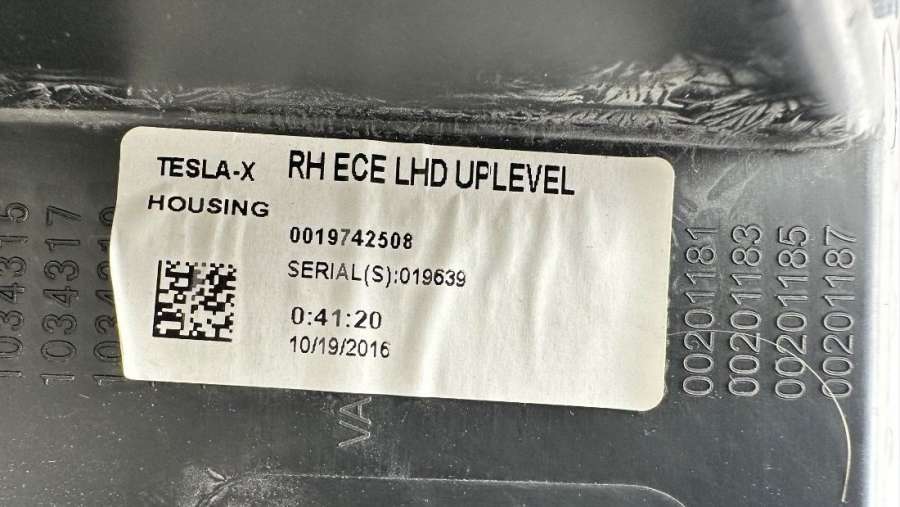 TESLA-X RH ECE LHD UPLEVEL
HOUSING
0019742508
SERIAL(S):019639
0:41:20
10/19/2016
1034315
1034317
00201181
00201183
00201185
00201187
VA